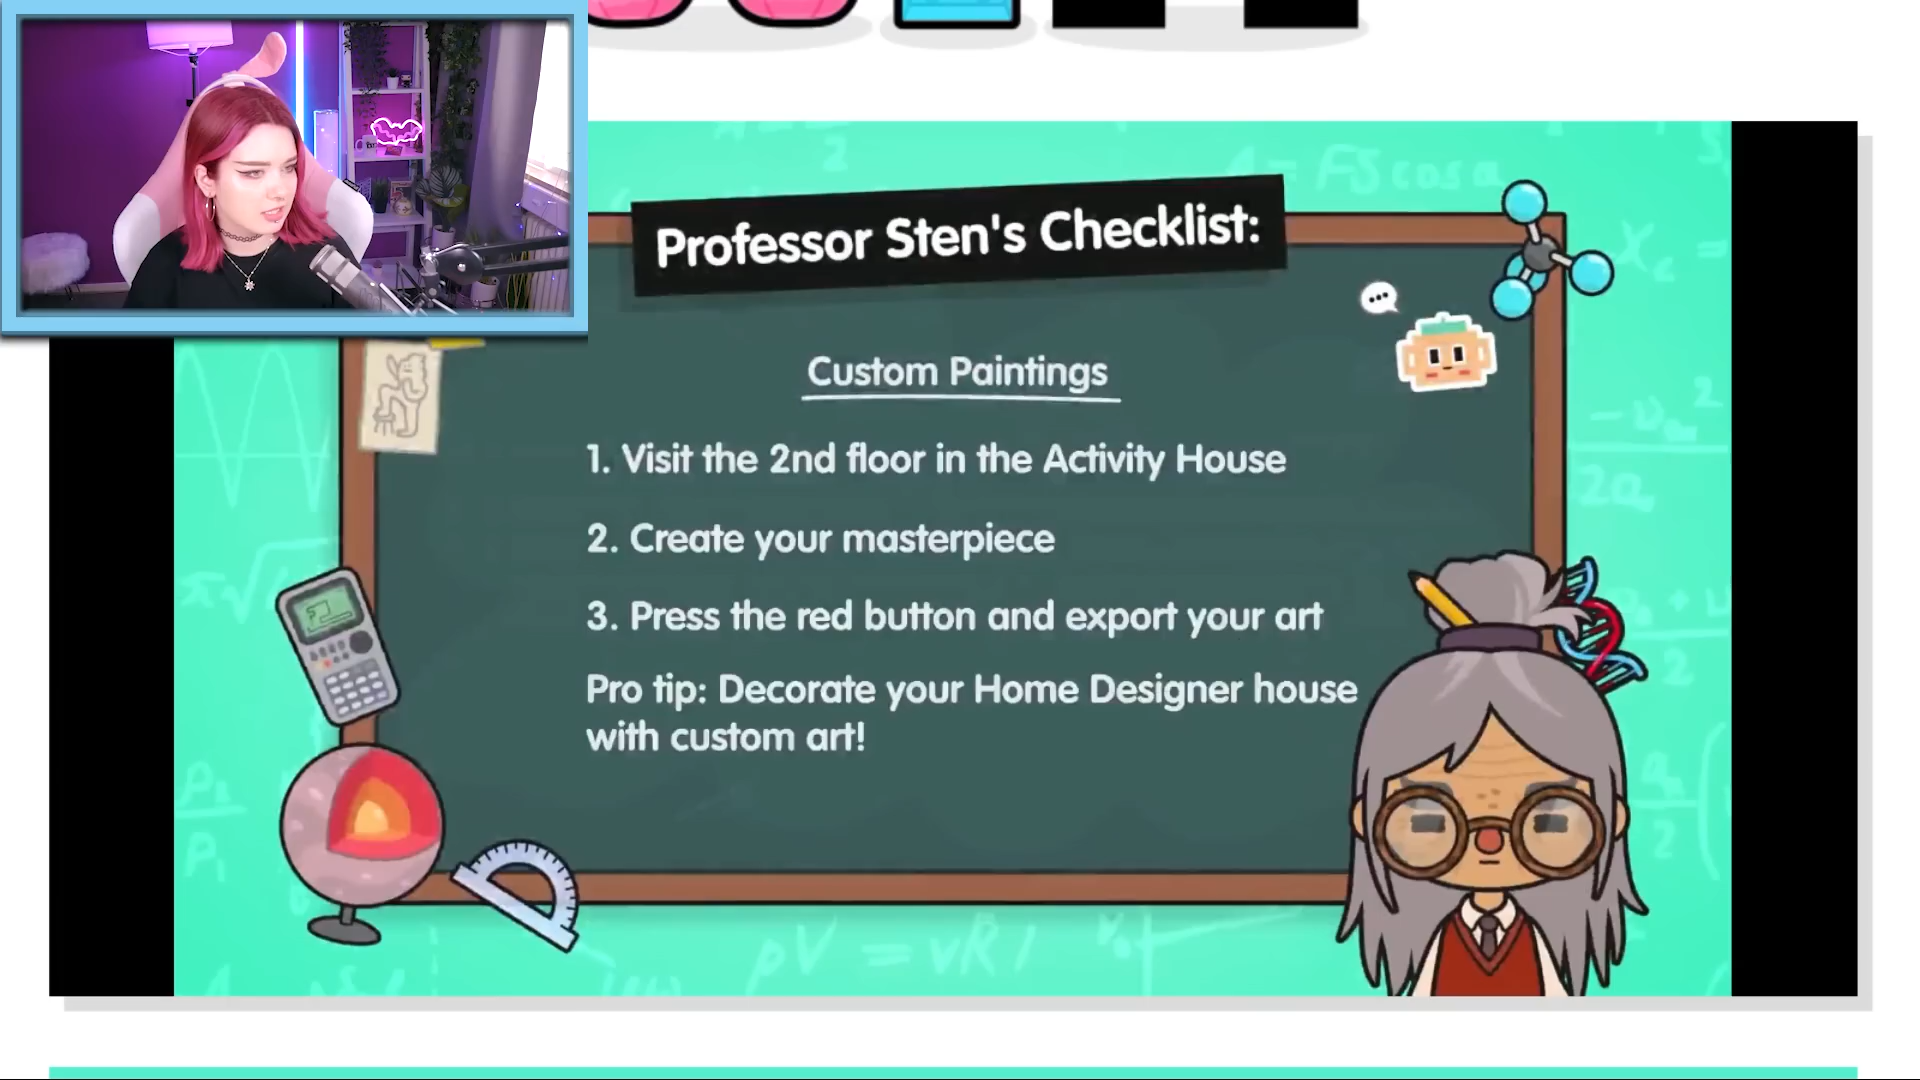 Professor Sten's Checklist:
Custom Paintings
1. Visit the 2nd floor in the Activity House
2. Create your masterpiece
3. Press the red button and export your art
Pro tip: Decorate your Home Designer house
with custom art!